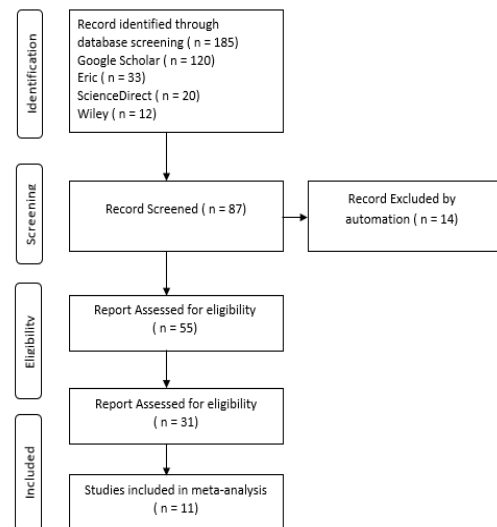 Identification
Record identified through
database screening ( n = 185)
Google Scholar ( n = 120)
Eric ( n = 33)
ScienceDirect ( n = 20)
Wiley ( n = 12)
Screening
Record Screened ( n = 87)
Record Excluded by
automation ( n = 14)
Eligibility
Report Assessed for eligibility
( n = 55)
Report Assessed for eligibility
( n = 31)
Included
Studies included in meta-analysis
( n = 11)